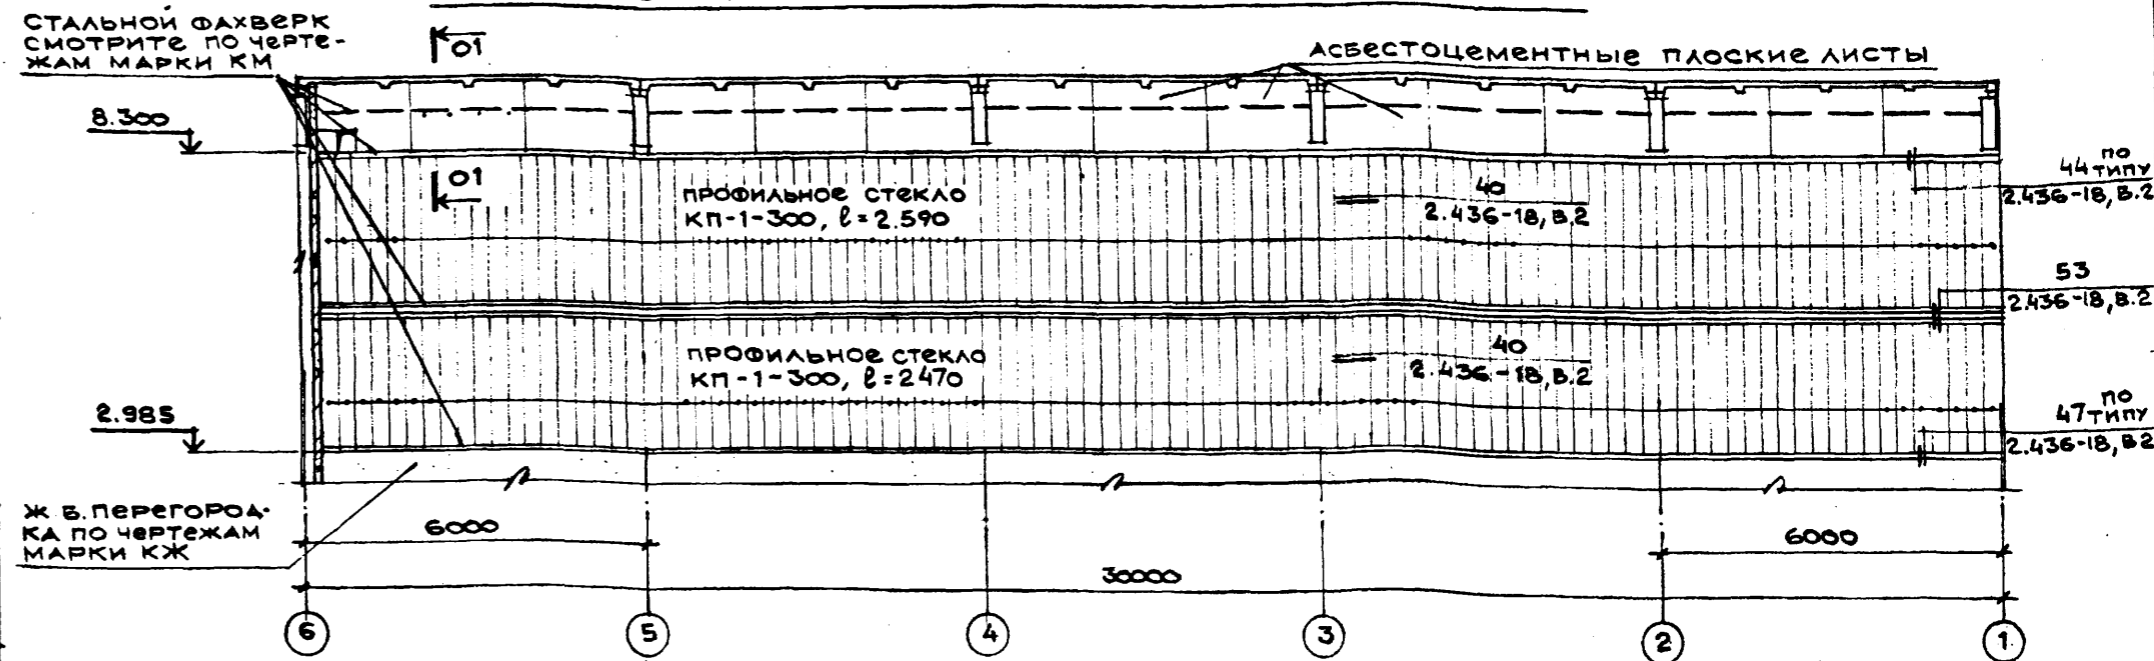 СТАЛЬНОЙ ФАХВЕРК
СМОТРИТЕ ПО ЧЕРТЕ-
ЖАМ МАРКИ КМ
01
АСБЕСТОЦЕМЕНТНЫЕ ПЛОСКИЕ ЛИСТЫ
8.300
01
ПРОФИЛЬНОЕ СТЕКЛО
КП-1-300, ℓ=2.590
40
2.436-18, В.2
44 ПО ТИПУ
2.436-18, В.2
53
2.436-18, В.2
ПРОФИЛЬНОЕ СТЕКЛО
КП-1-300, ℓ=2470
40
2.436-18, В.2
2.985
47 ПО ТИПУ
2.436-18, В2
Ж Б. ПЕРЕГОРОД-
КА ПО ЧЕРТЕЖАМ
МАРКИ КЖ
6000
6000
30000
6 5 4 3 2 1